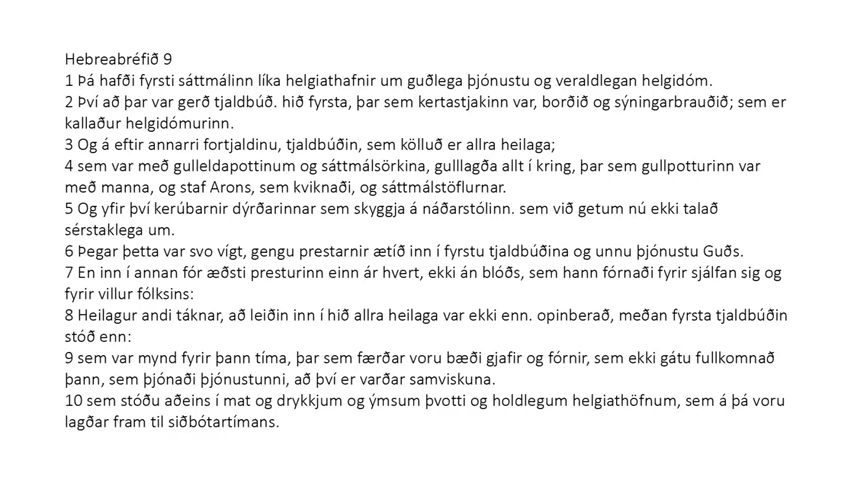 Hebreabréfið 9
1 Þá hafði fyrsti sáttmálinn líka helgiathafnir um guðlega þjónustu og veraldlegan helgidóm.
2 Því að þar var gerð tjaldbúð. hið fyrsta, þar sem kertastjakinn var, borðið og sýningarbrauðið; sem er
kallaður helgidómurinn.
3 Og á eftir annarri fortjaldinu, tjaldbúðin, sem kölluð er allra heilaga;
4 sem var með gulleldapottinum og sáttmálsörkina, gulllagða allt í kring, þar sem gullpotturinn var
með manna, og staf Arons, sem kviknaði, og sáttmálstöflurnar.
5 Og yfir því kerúbarnir dýrðarinnar sem skyggja á náðarstólinn. sem við getum nú ekki talað
sérstaklega um.
6 Þegar þetta var svo vígt, gengu prestarnir ætíð inn í fyrstu tjaldbúðina og unnu þjónustu Guðs.
7 En inn í annan fór æðsti presturinn einn ár hvert, ekki án blóðs, sem hann fórnaði fyrir sjálfan sig og
fyrir villur fólksins:
8 Heilagur andi táknar, að leiðin inn í hið allra heilaga var ekki enn. opinberað, meðan fyrsta tjaldbúðin
stóð enn:
9 sem var mynd fyrir þann tíma, þar sem færðar voru bæði gjafir og fórnir, sem ekki gátu fullkomnað
þann, sem þjónaði þjónustunni, að því er varðar samviskuna.
10 sem stóðu aðeins í mat og drykkjum og ýmsum þvotti og holdlegum helgiathöfnum, sem á þá voru
lagðar fram til siðbótartímans.